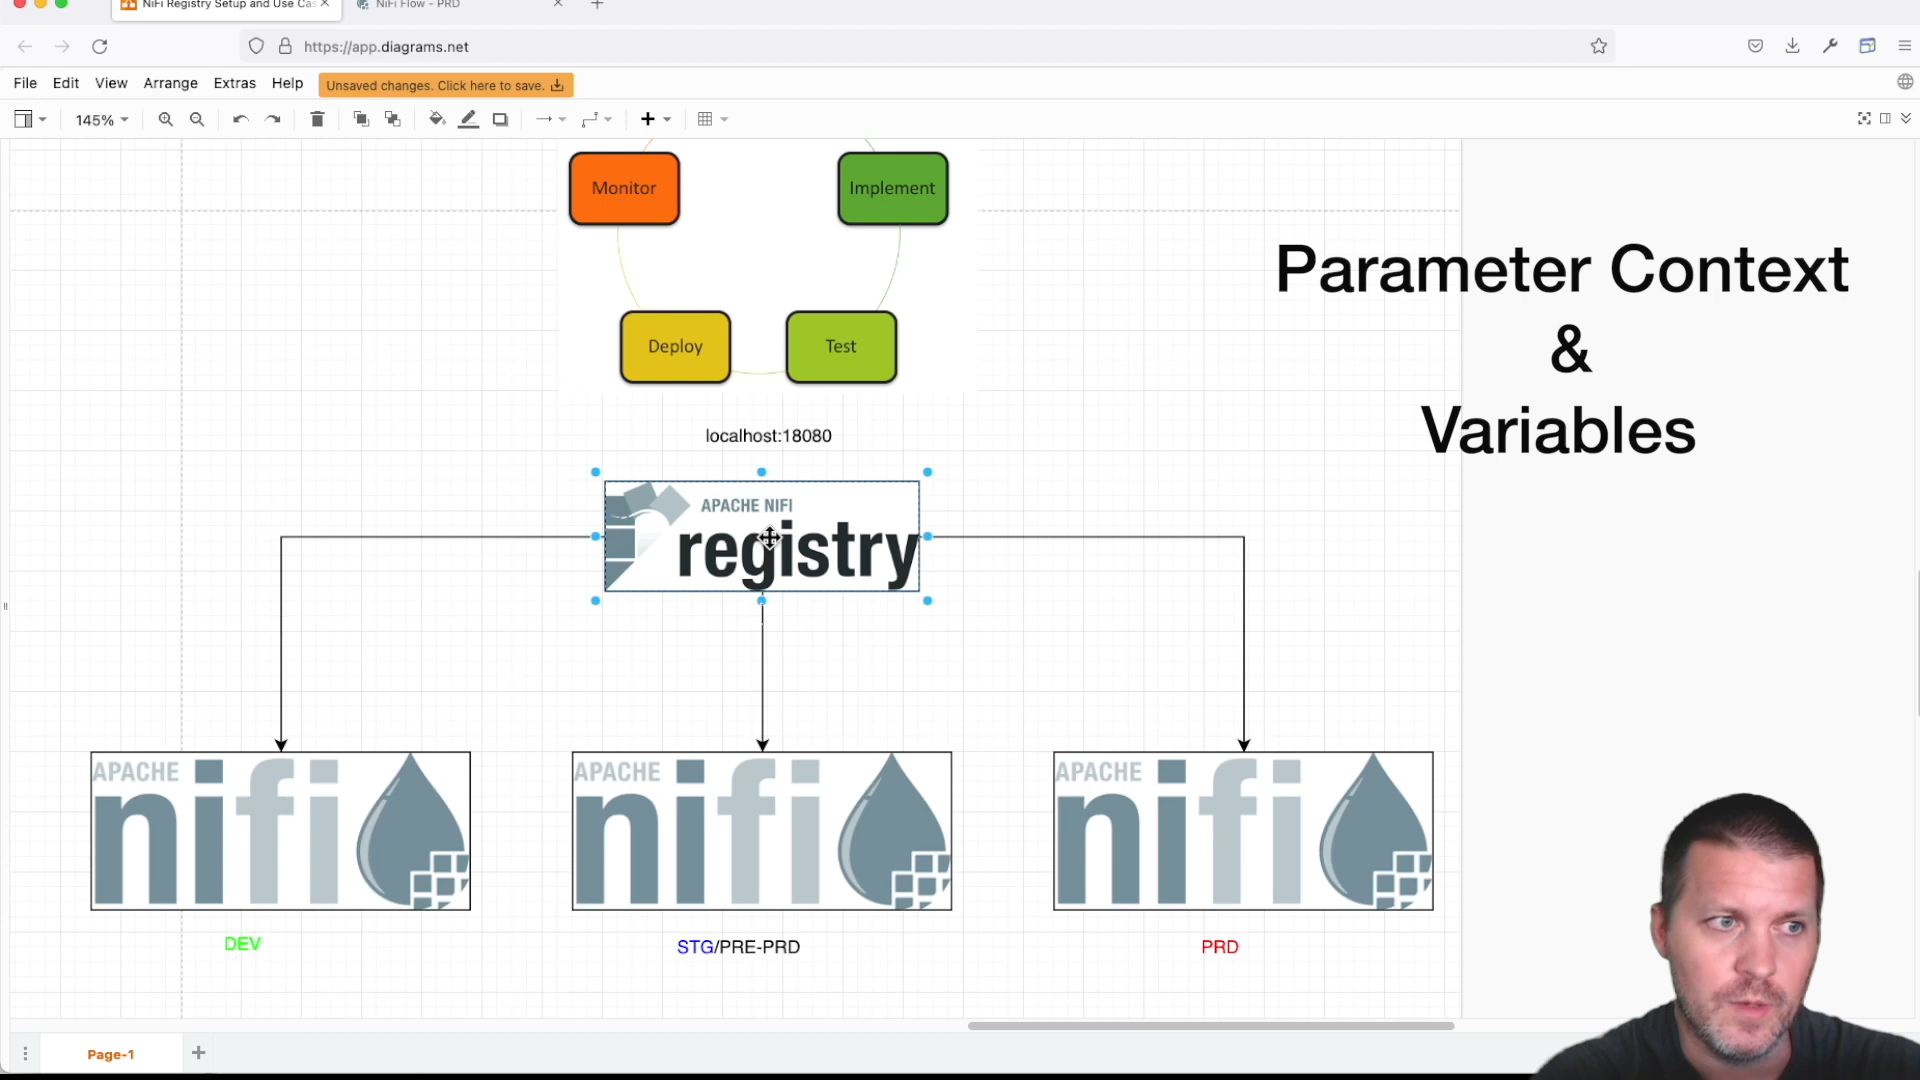 NiFi Registry Setup and Use Cas
NiFi Flow - PRD
https://app.diagrams.net
File Edit View Arrange Extras Help
Unsaved changes. Click here to save.
145%
Monitor
Implement
Deploy
Test
Parameter Context
&
Variables
localhost:18080
APACHE NIFI
registry
APACHE
nifi
APACHE
nifi
APACHE
nifi
DEV
STG/PRE-PRD
PRD
Page-1